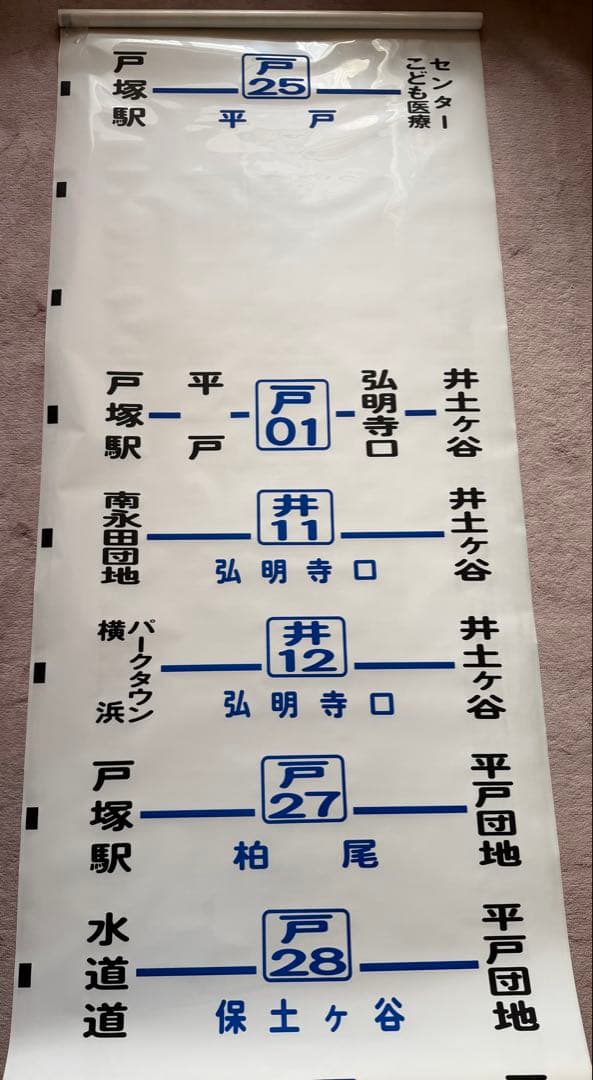 戸塚駅 戸25 こども医療センター
平戸
戸塚駅 平戸 戸01 弘明寺口 井土ヶ谷
南永田団地 井11 井土ヶ谷
弘明寺口
横浜パークタウン 井12 井土ヶ谷
弘明寺口
戸塚駅 戸27 平戸団地
柏尾
水道道 戸28 平戸団地
保土ヶ谷